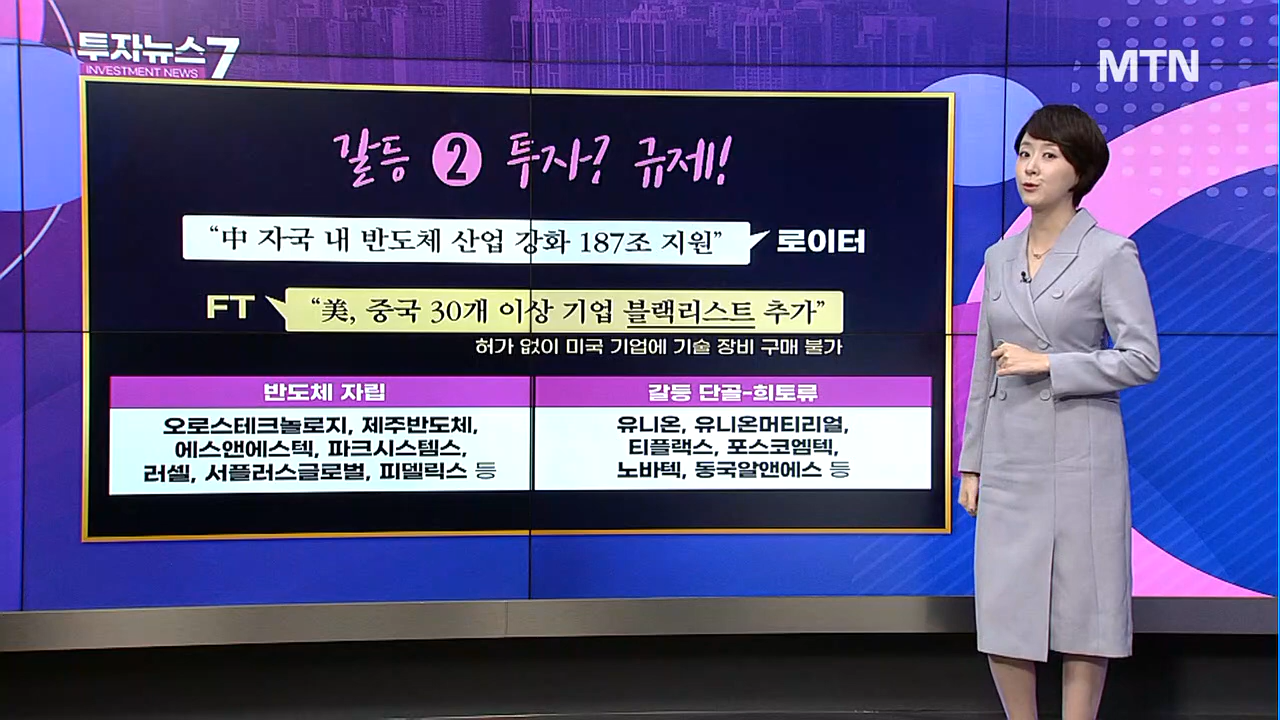 투자뉴스7
INVESTMENT NEWS
MTN
갈등 2 투자? 규제!
“中 자국 내 반도체 산업 강화 187조 지원”
로이터
FT
“美, 중국 30개 이상 기업 블랙리스트 추가”
허가 없이 미국 기업에 기술 장비 구매 불가
반도체 자립
오로스테크놀로지, 제주반도체,
에스앤에스텍, 파크시스템스,
러셀, 서플러스글로벌, 피델릭스 등
갈등 단골-희토류
유니온, 유니온머티리얼,
티플랙스, 포스코엠텍,
노바텍, 동국알앤에스 등